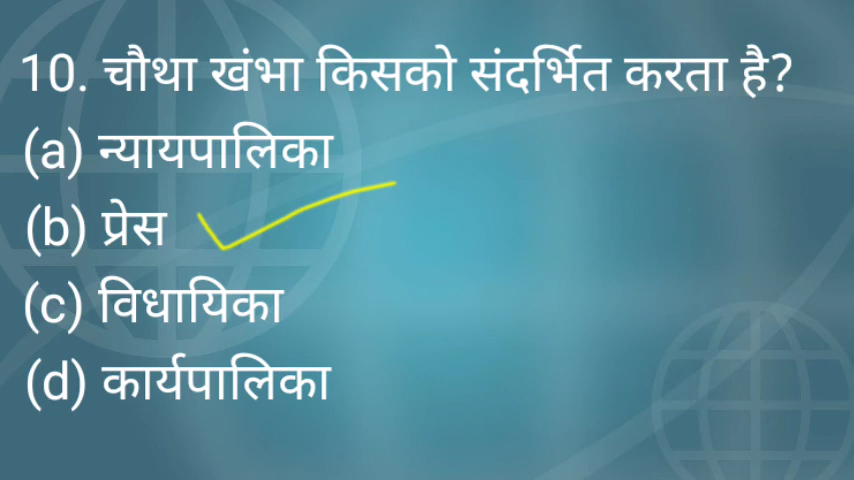 10. चौथा खंभा किसको संदर्भित करता है?
(a) न्यायपालिका
(b) प्रेस
(c) विधायिका
(d) कार्यपालिका